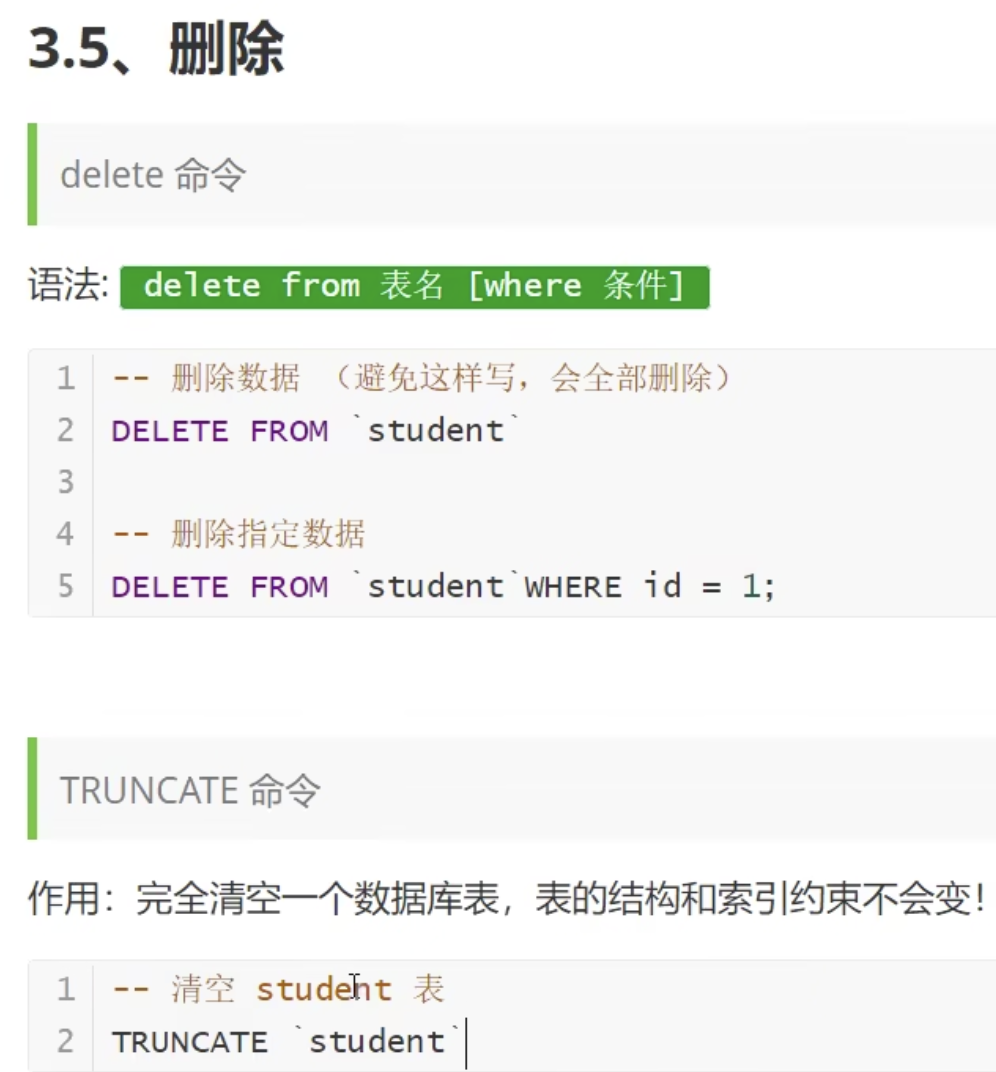 3.5、删除
delete 命令
语法: delete from 表名 [where 条件]
1 -- 删除数据 （避免这样写，会全部删除）
2 DELETE FROM `student`
3
4 -- 删除指定数据
5 DELETE FROM `student`WHERE id = 1;
TRUNCATE 命令
作用：完全清空一个数据库表，表的结构和索引约束不会变！
1 -- 清空 student 表
2 TRUNCATE `student`